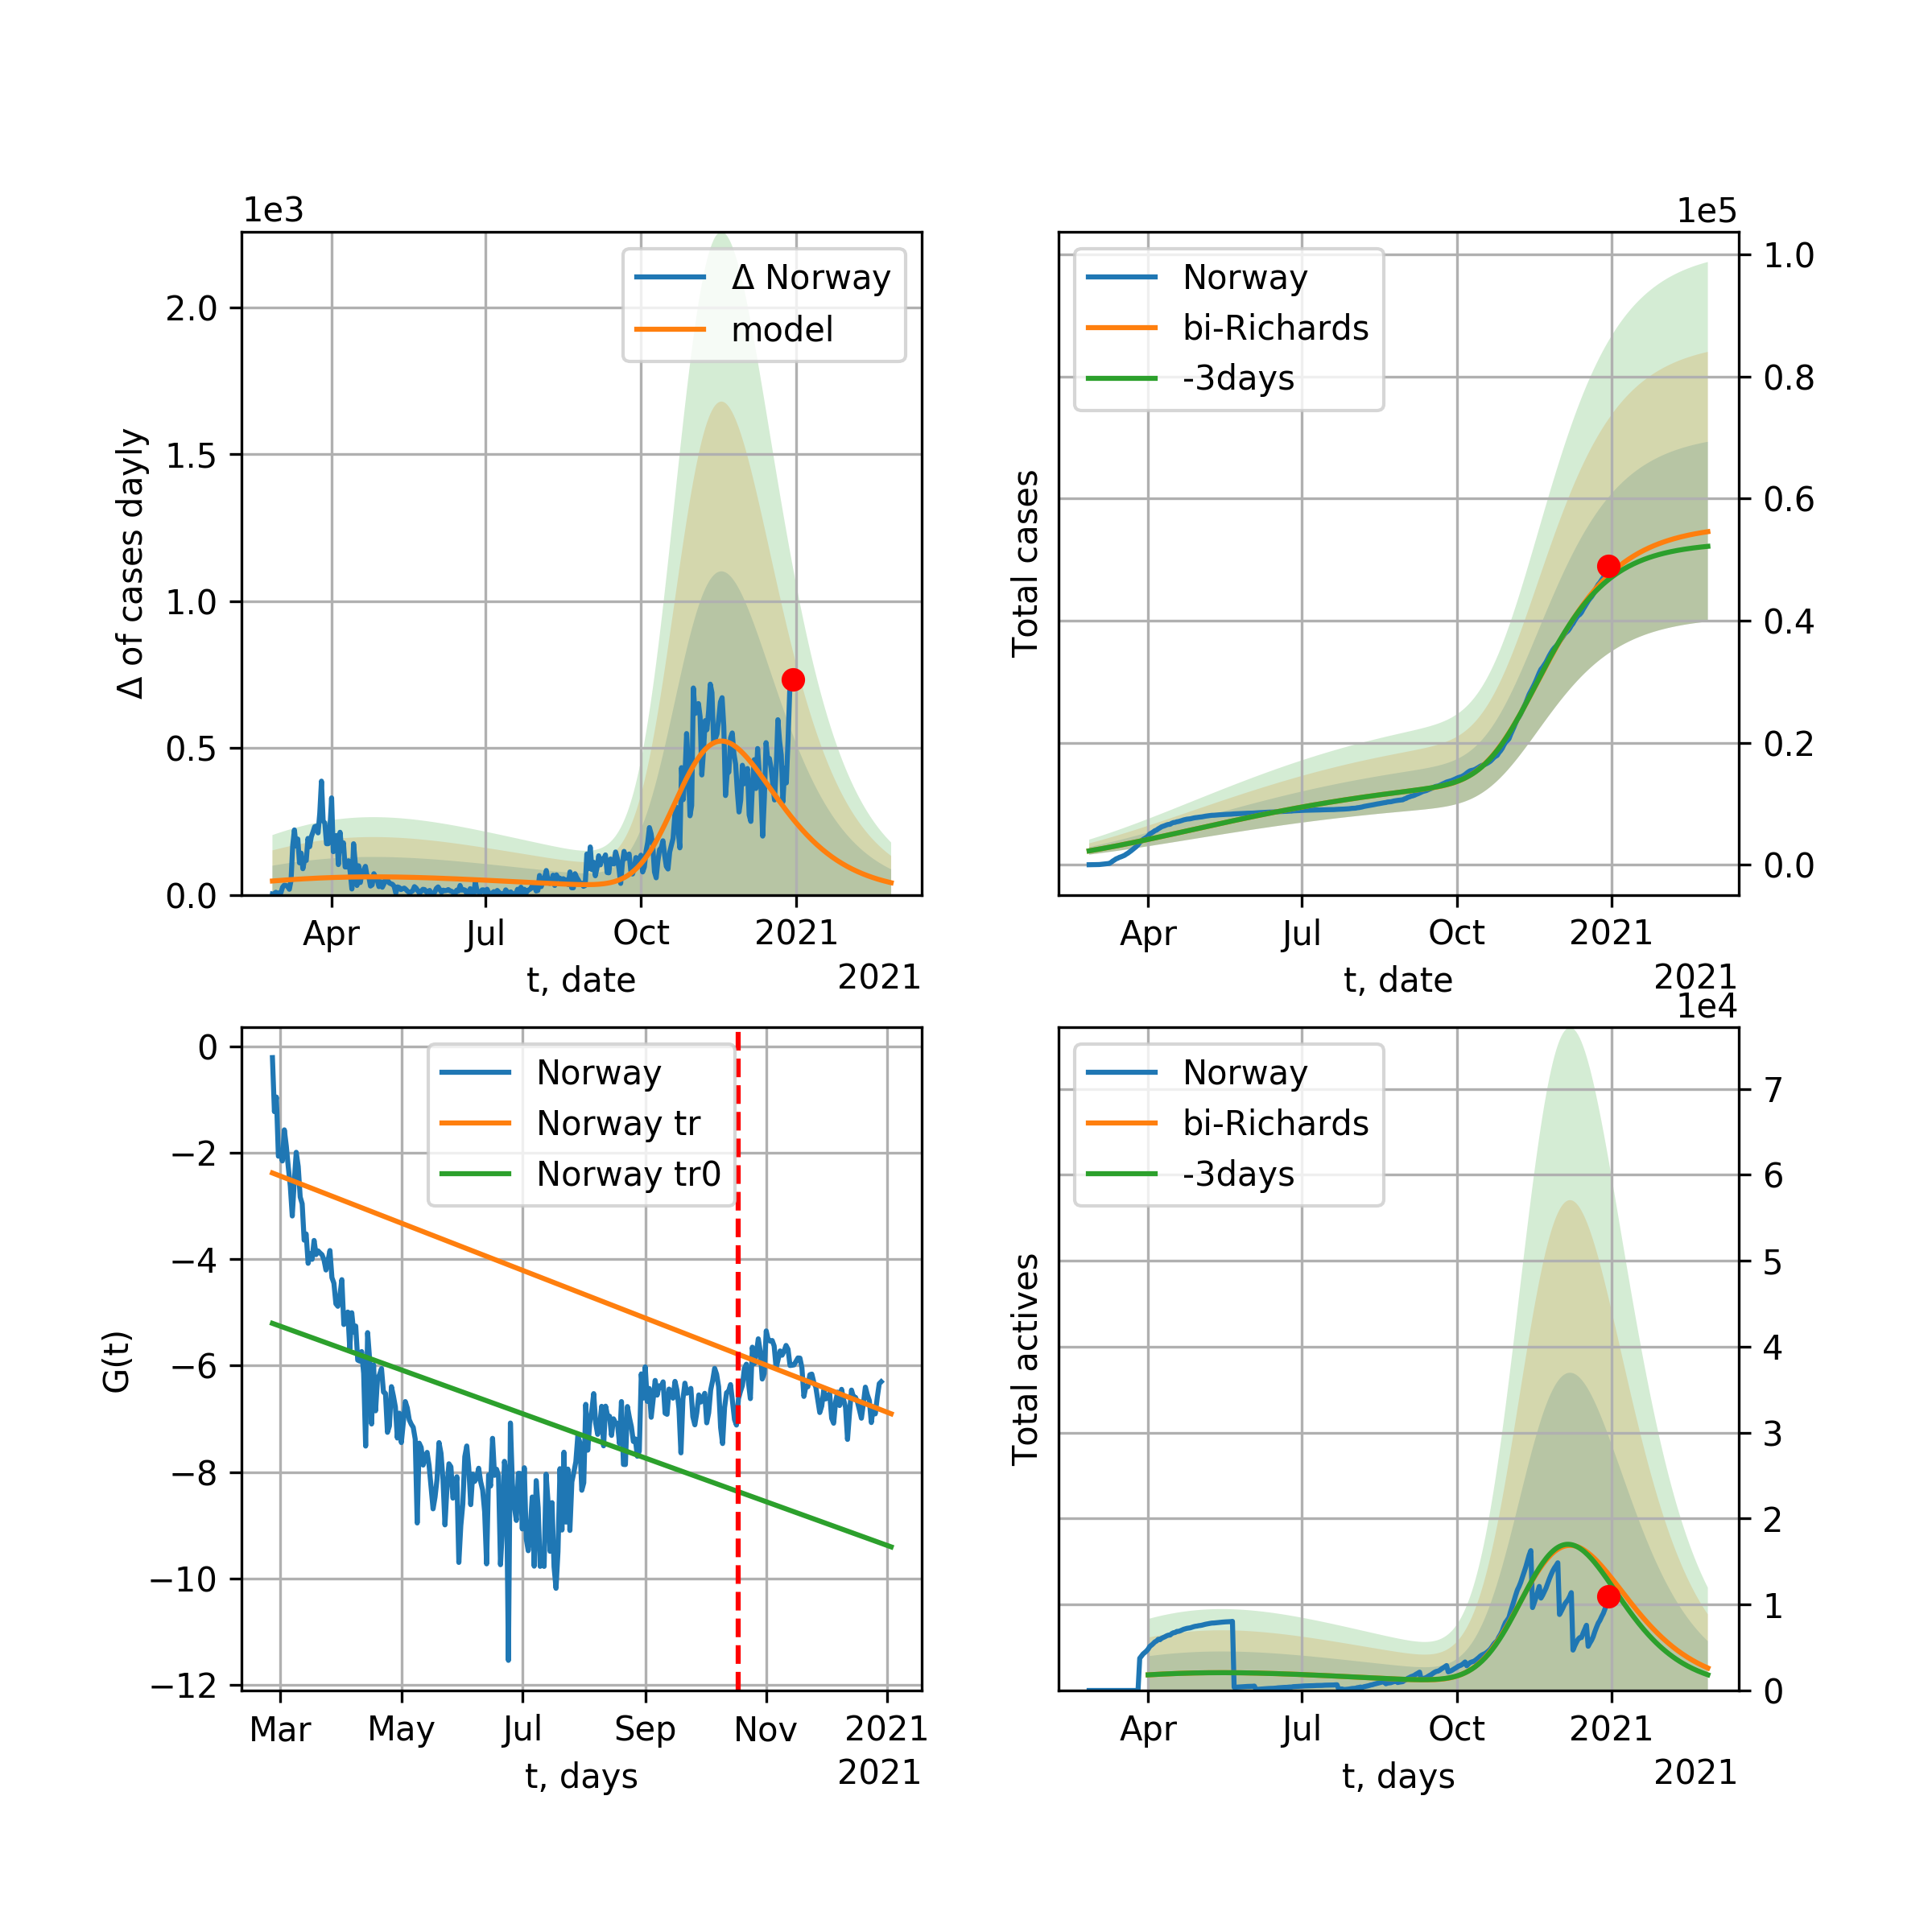 1e3
Δ of cases dayly
2.0
1.5
1.0
0.5
0.0
Δ Norway
model
Apr Jul Oct 2021
t, date
2021
1e5
Total cases
Norway
bi-Richards
-3days
1.0
0.8
0.6
0.4
0.2
0.0
Apr Jul Oct 2021
t, date
2021
G(t)
0
−2
−4
−6
−8
−10
−12
Norway
Norway tr
Norway tr0
Mar May Jul Sep Nov 2021
t, days
2021
1e4
Total actives
Norway
bi-Richards
-3days
7
6
5
4
3
2
1
0
Apr Jul Oct 2021
t, days
2021